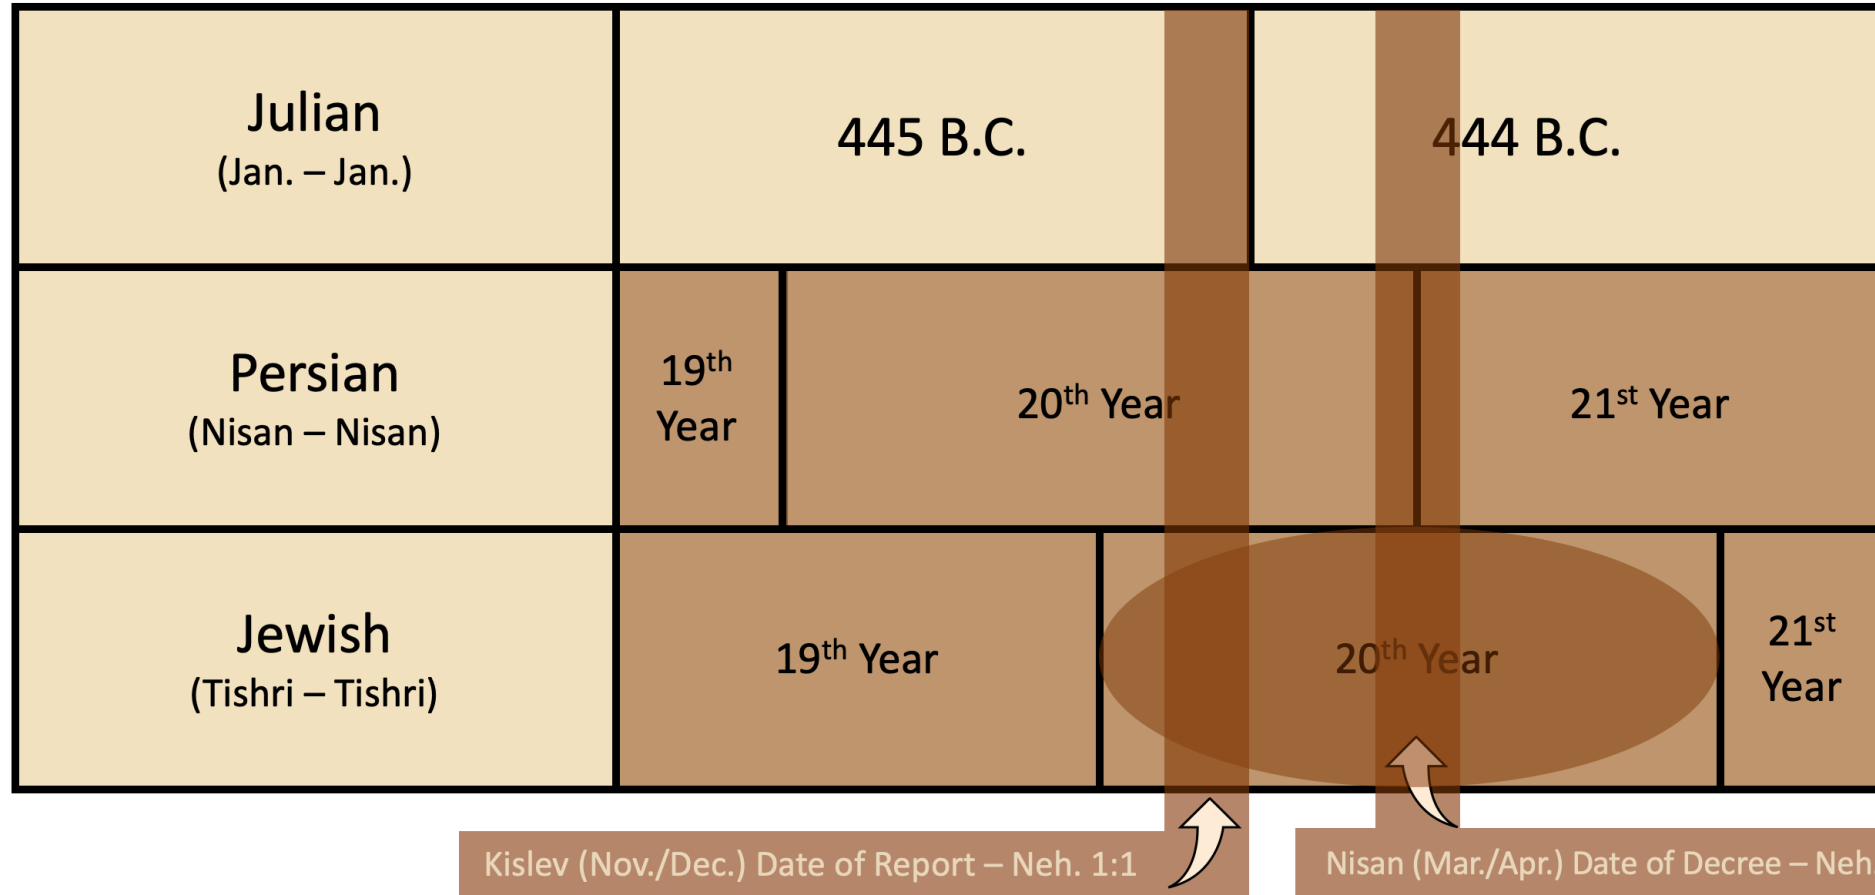 Julian
(Jan. – Jan.)
445 B.C.
444 B.C.
Persian
(Nisan – Nisan)
19th
Year
20th Year
21st Year
Jewish
(Tishri – Tishri)
19th Year
20th Year
21st
Year
Kislev (Nov./Dec.) Date of Report – Neh. 1:1
Nisan (Mar./Apr.) Date of Decree – Neh